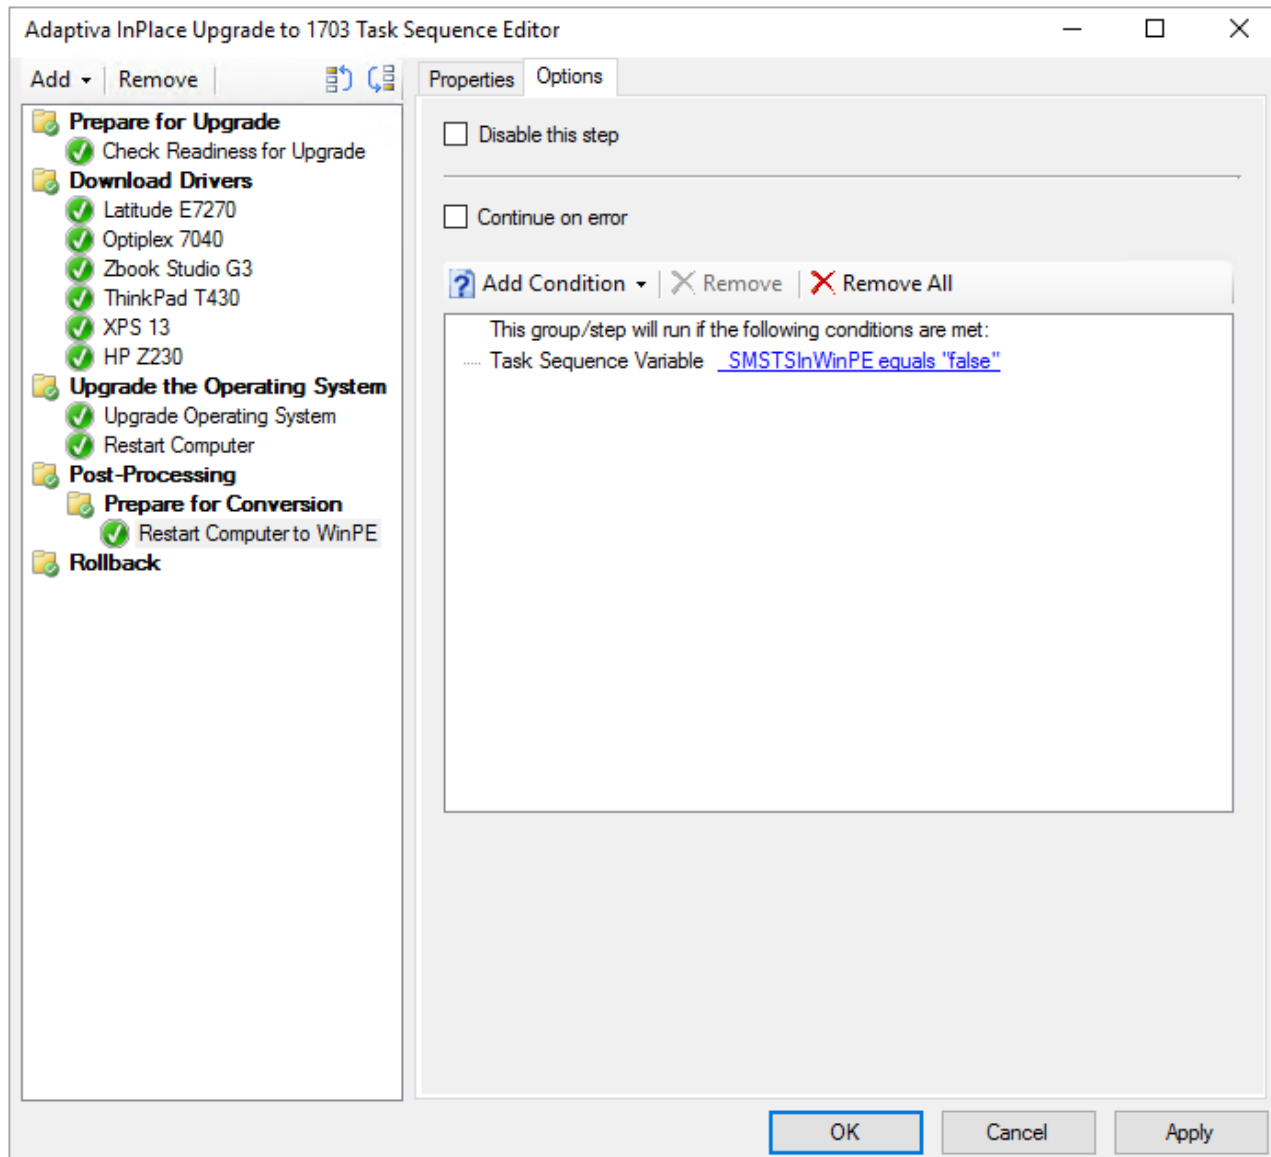 Adaptiva InPlace Upgrade to 1703 Task Sequence Editor
Add Remove
Properties Options
Prepare for Upgrade
Check Readiness for Upgrade
Download Drivers
Latitude E7270
Optiplex 7040
Zbook Studio G3
ThinkPad T430
XPS 13
HP Z230
Upgrade the Operating System
Upgrade Operating System
Restart Computer
Post-Processing
Prepare for Conversion
Restart Computer to WinPE
Rollback
Disable this step
Continue on error
Add Condition Remove Remove All
This group/step will run if the following conditions are met:
Task Sequence Variable _SMSTSInWinPE equals "false"
OK Cancel Apply